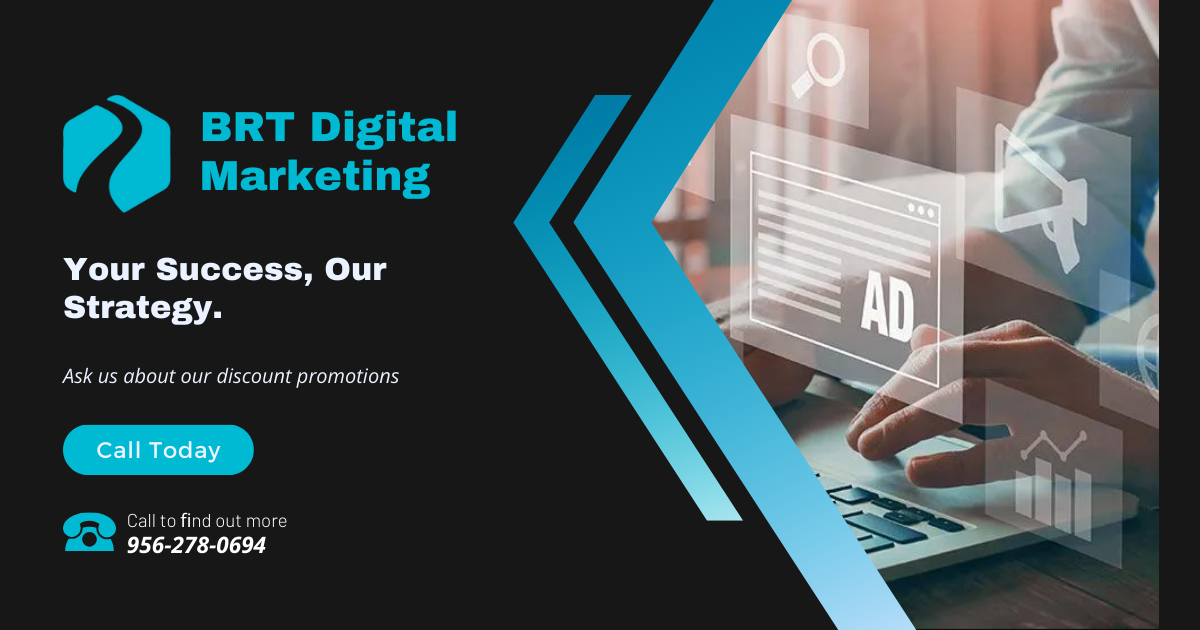 BRT Digital
Marketing
Your Success, Our
Strategy.
Ask us about our discount promotions
Call Today
Call to find out more
956-278-0694
AD